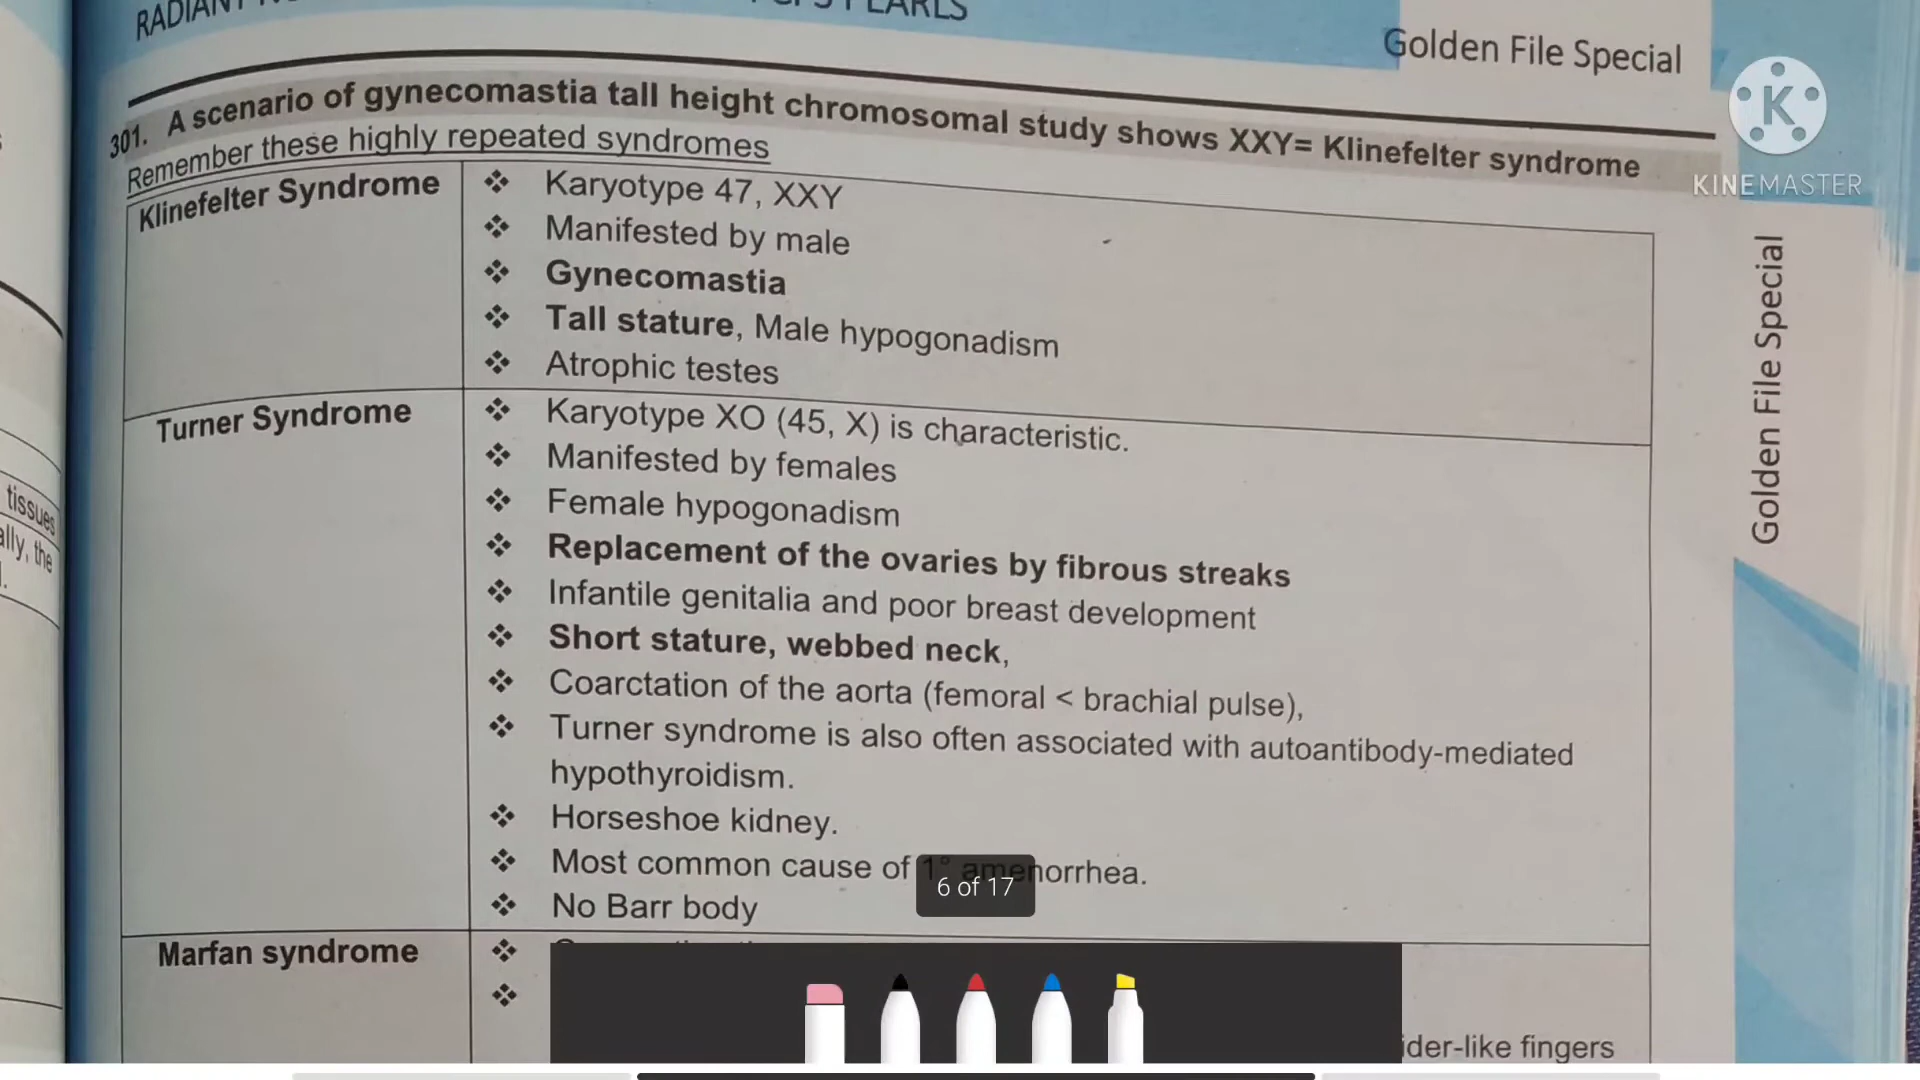 RADIANT
PEARLS
Golden File Special
K
KINEMASTER
301. A scenario of gynecomastia tall height chromosomal study shows XXY= Klinefelter syndrome
Remember these highly repeated syndromes
Klinefelter Syndrome
❖ Karyotype 47, XXY
❖ Manifested by male
❖ Gynecomastia
❖ Tall stature, Male hypogonadism
❖ Atrophic testes
Turner Syndrome
❖ Karyotype XO (45, X) is characteristic.
❖ Manifested by females
❖ Female hypogonadism
❖ Replacement of the ovaries by fibrous streaks
❖ Infantile genitalia and poor breast development
❖ Short stature, webbed neck,
❖ Coarctation of the aorta (femoral < brachial pulse),
❖ Turner syndrome is also often associated with autoantibody-mediated
hypothyroidism.
❖ Horseshoe kidney.
❖ Most common cause of 1° amenorrhea.
❖ No Barr body
6 of 17
Marfan syndrome
❖
❖
ider-like fingers
Golden File Special
tissues
ally, the